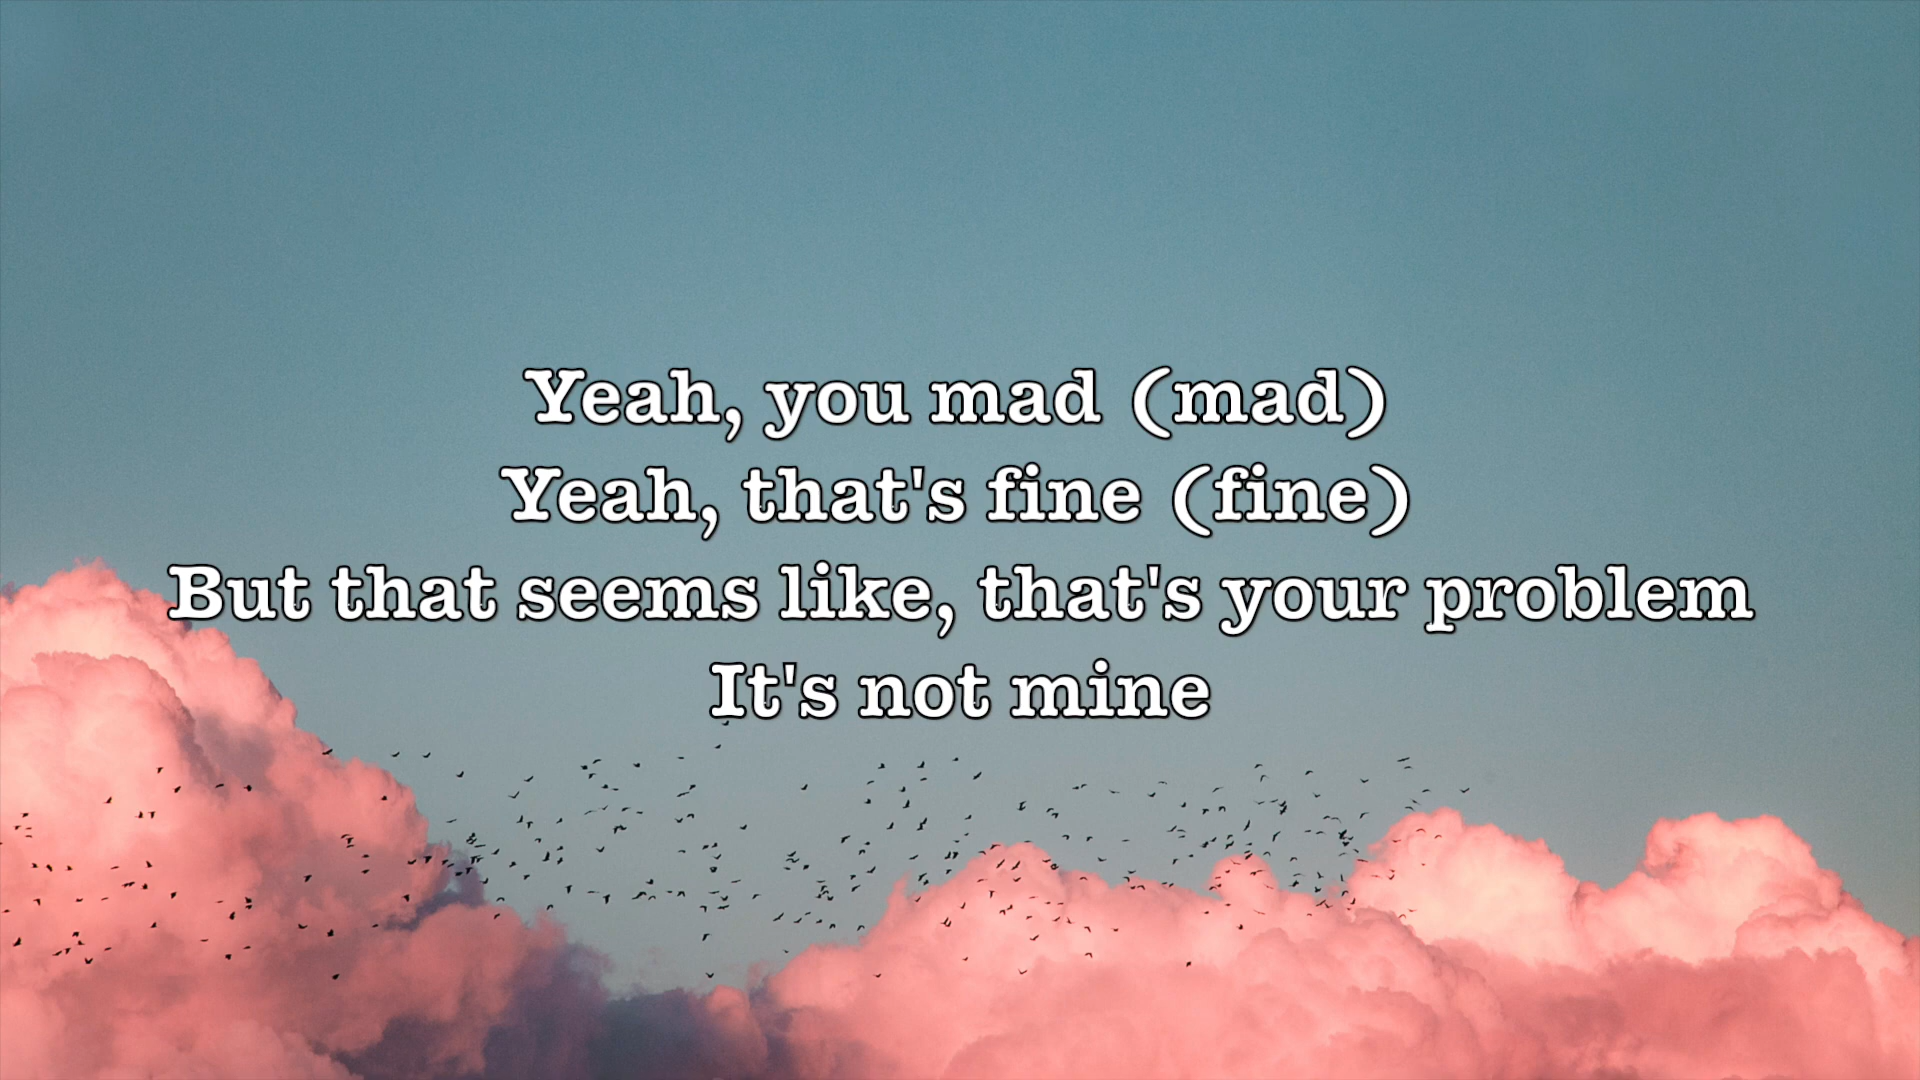 Yeah, you mad (mad)
Yeah, that's fine (fine)
But that seems like, that's your problem
It's not mine